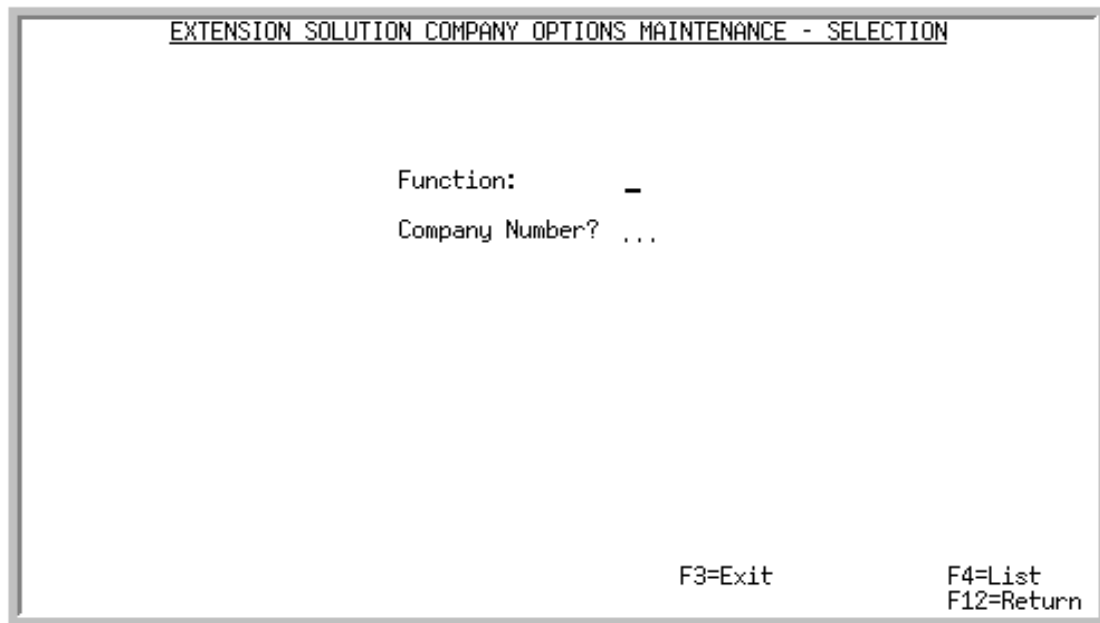 EXTENSION SOLUTION COMPANY OPTIONS MAINTENANCE - SELECTION
Function: _
Company Number? ...
F3=Exit F4=List
F12=Return